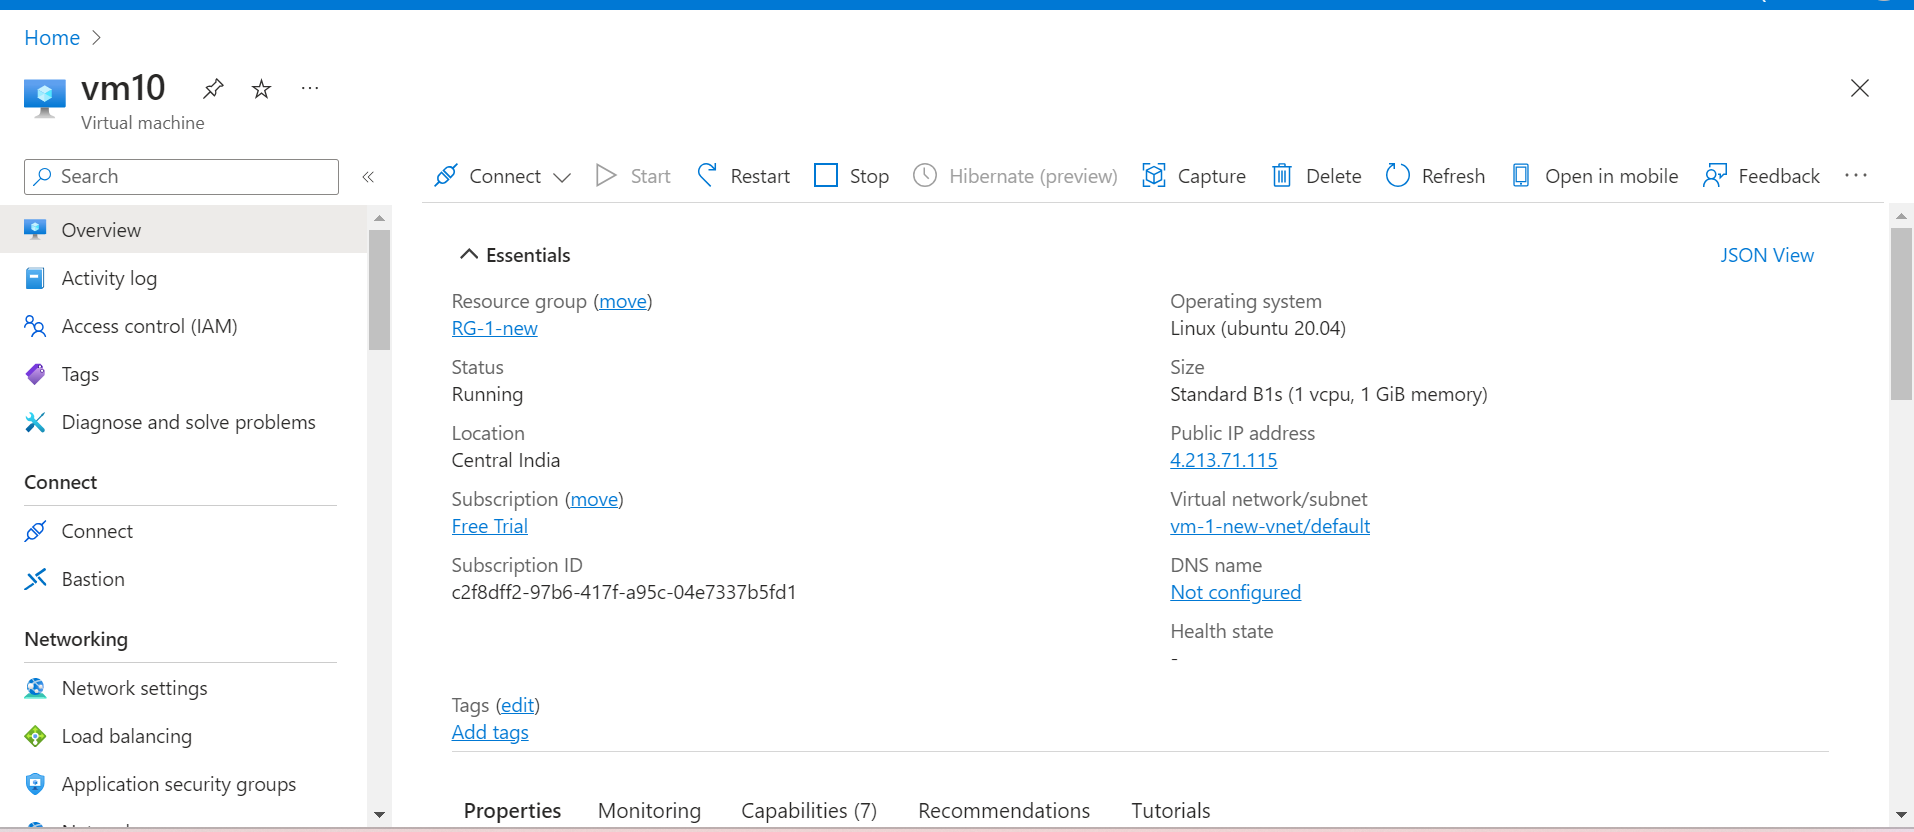 Home
vm10
Virtual machine
Search
Overview
Activity log
Access control (IAM)
Tags
Diagnose and solve problems
Connect
Connect
Bastion
Networking
Network settings
Load balancing
Application security groups
Connect Start Restart Stop Hibernate (preview) Capture Delete Refresh Open in mobile Feedback
Essentials
JSON View
Resource group (move)
RG-1-new
Status
Running
Location
Central India
Subscription (move)
Free Trial
Subscription ID
c2f8dff2-97b6-417f-a95c-04e7337b5fd1
Operating system
Linux (ubuntu 20.04)
Size
Standard B1s (1 vcpu, 1 GiB memory)
Public IP address
4.213.71.115
Virtual network/subnet
vm-1-new-vnet/default
DNS name
Not configured
Health state
-
Tags (edit)
Add tags
Properties Monitoring Capabilities (7) Recommendations Tutorials